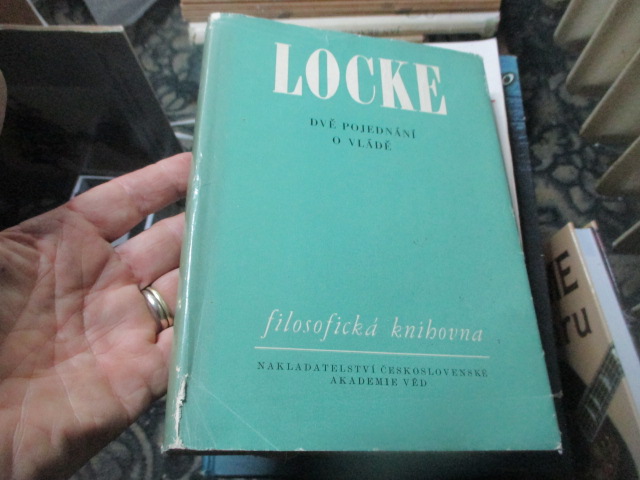 LOCKE
DVĚ POJEDNÁNÍ
O VLÁDĚ
filosofická knihovna
NAKLADATELSTVÍ ČESKOSLOVENSKÉ
AKADEMIE VĚD